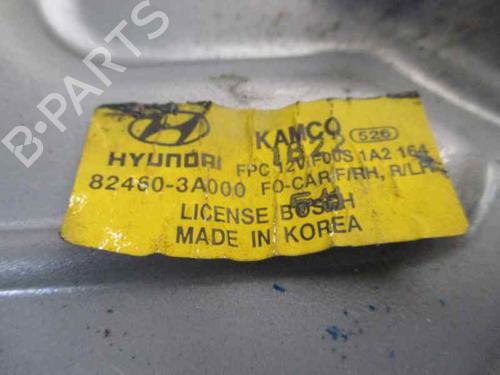 B-PARTS
KAMCO 526
HYUNDAI FPC 12V F00S 1A2 164
82460-3A000 FO-CAR F/RH, R/LH
LICENSE BOSCH
MADE IN KOREA